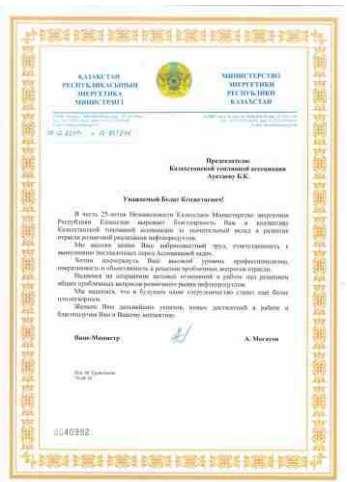 ҚАЗАҚСТАН
РЕСПУБЛИКАСЫНЫҢ
ЭНЕРГЕТИКА
МИНИСТРЛІГІ
МИНИСТЕРСТВО
ЭНЕРГЕТИКИ
РЕСПУБЛИКИ
КАЗАХСТАН
Председателю
Казахстанской топливной ассоциации
Уважаемый Болат
В честь 25-летия Независимости Казахстана Министерство энергетики
Республики Казахстан выражает благодарность Вам и коллективу
Казахстанской топливной ассоциации за значительный вклад в развитие
отрасли розничной реализации нефтепродуктов.
Мы высоко ценим Ваш добросовестный труд, ответственность к
выполнению поставленных перед Ассоциацией задач.
Хотим подчеркнуть Ваш высокий уровень профессионализма,
оперативность и объективность в решении проблемных вопросов отрасли.
Надеемся на сохранение деловых отношений в работе над решением
общих проблемных вопросов розничного рынка нефтепродуктов.
Мы надеемся, что в будущем наше сотрудничество станет еще более
плодотворным.
Желаем Вам дальнейших успехов, новых достижений в работе и
благополучия Вам и Вашему коллективу.
Вице-Министр
0040392